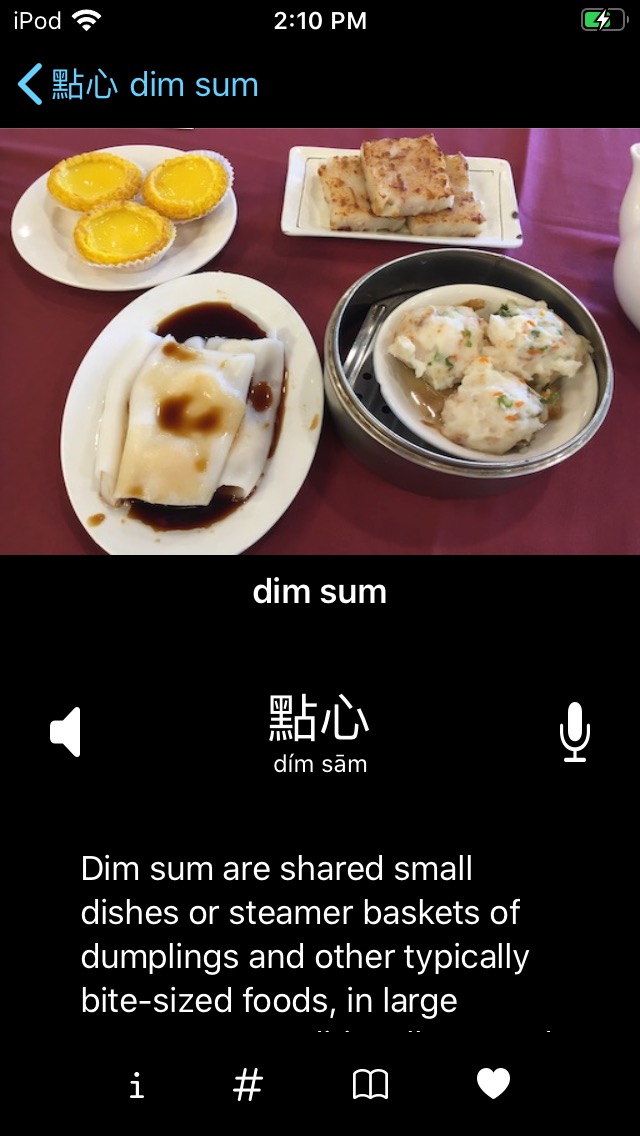 iPod 2:10 PM
點心 dim sum
dim sum
點心
dím sām
Dim sum are shared small
dishes or steamer baskets of
dumplings and other typically
bite-sized foods, in large
i #